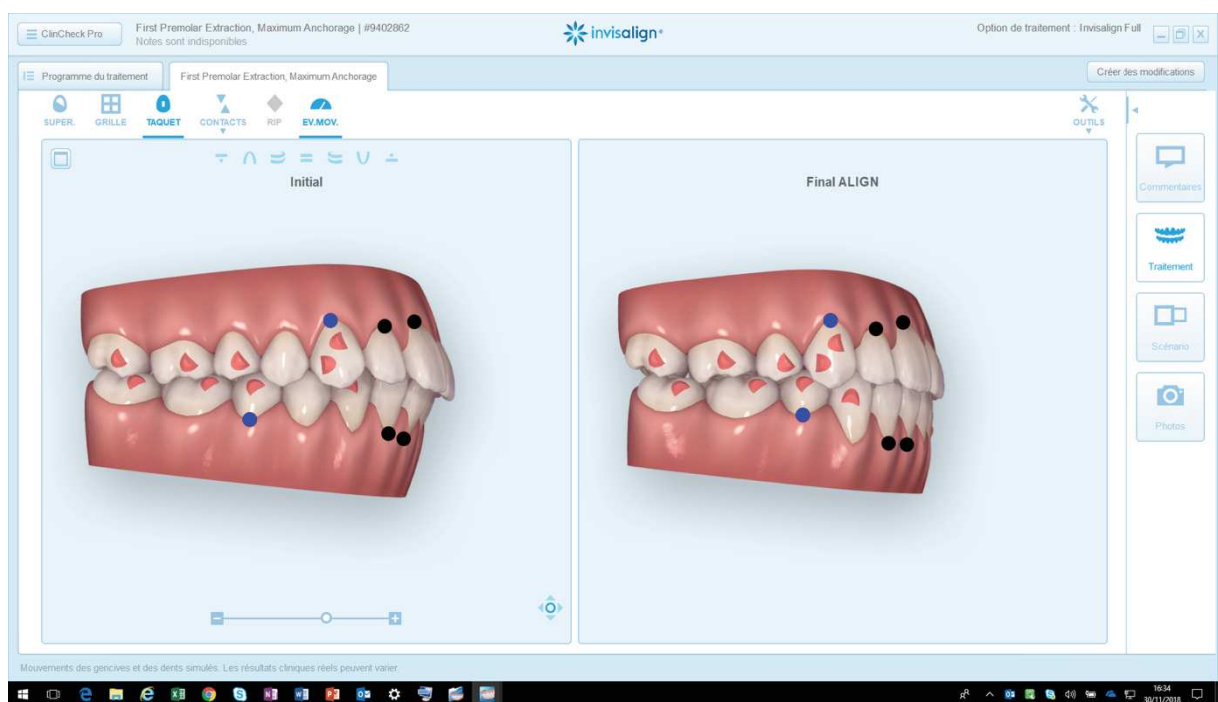 ClinCheck Pro
First Premolar Extraction, Maximum Anchorage | #9402862
Notes sont indisponibles
invisalign
Option de traitement : Invisalign Full
Programme du traitement
First Premolar Extraction, Maximum Anchorage
Créer des modifications
SUPER.
GRILLE
TAQUET
CONTACTS
RIP
EV.MOV.
OUTILS
Initial
Final ALIGN
Commentaires
Traitement
Scénario
Photos
Mouvements des gencives et des dents simulés. Les résultats cliniques réels peuvent varier.
16:34
30/11/2018